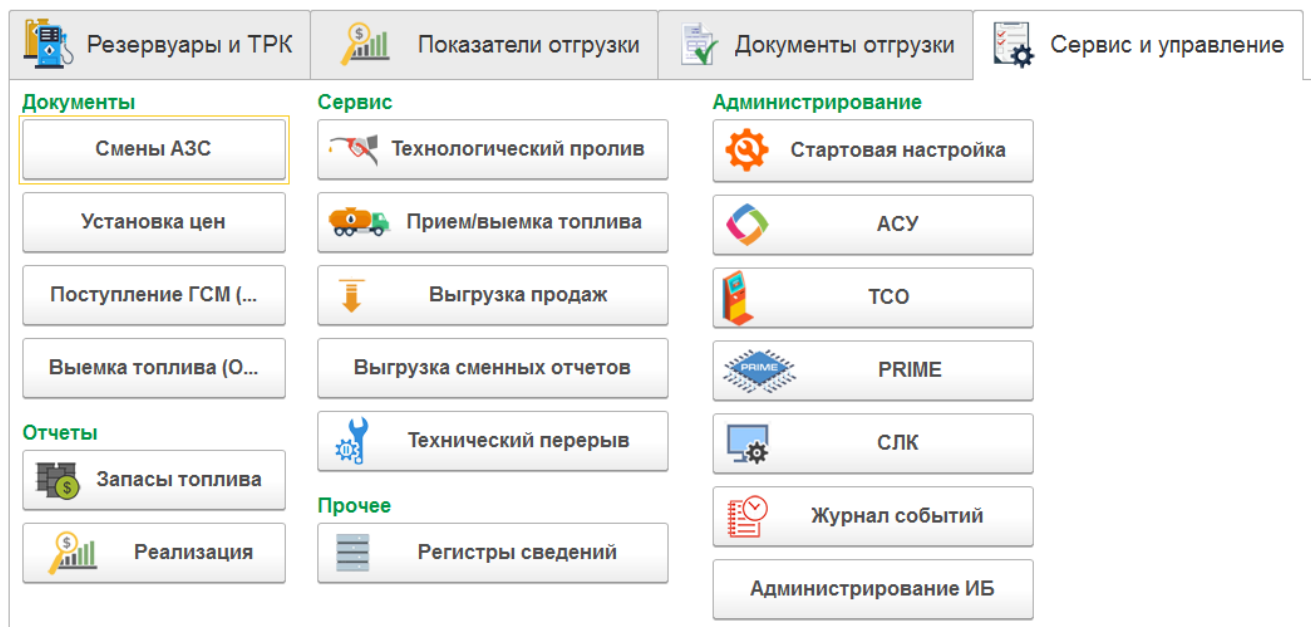 Резервуары и ТРК
Показатели отгрузки
Документы отгрузки
Сервис и управление
Документы
Смены АЗС
Установка цен
Поступление ГСМ (...
Выемка топлива (О...
Отчеты
$
Запасы топлива
$
Реализация
Сервис
Технологический пролив
Прием/выемка топлива
Выгрузка продаж
Выгрузка сменных отчетов
Технический перерыв
Прочее
Регистры сведений
Администрирование
Стартовая настройка
АСУ
ТСО
PRIME
PRIME
СЛК
Журнал событий
Администрирование ИБ